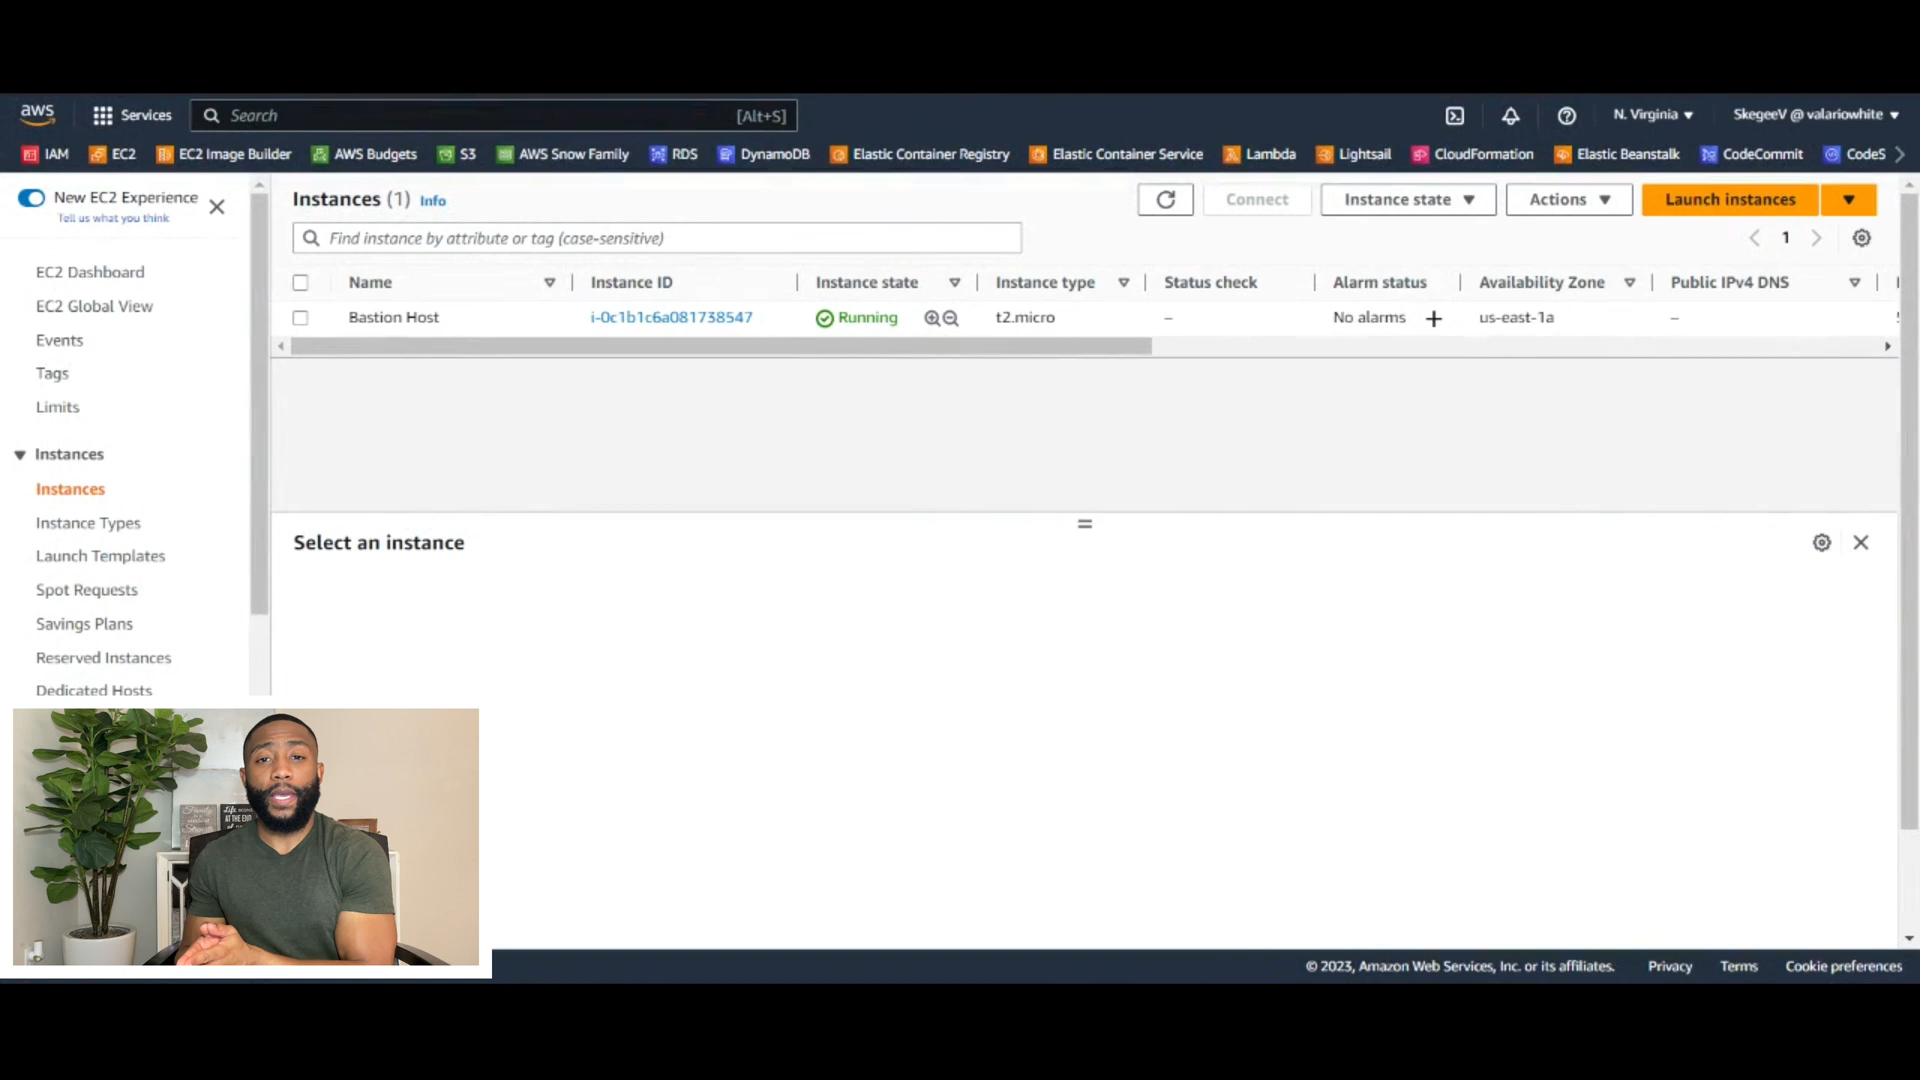 aws Services Search [Alt+S] N. Virginia SkegeeV @ valariowhite
IAM EC2 EC2 Image Builder AWS Budgets S3 AWS Snow Family RDS DynamoDB Elastic Container Registry Elastic Container Service Lambda Lightsail CloudFormation Elastic Beanstalk CodeCommit CodeS
New EC2 Experience
Tell us what you think
EC2 Dashboard
EC2 Global View
Events
Tags
Limits
Instances
Instances
Instance Types
Launch Templates
Spot Requests
Savings Plans
Reserved Instances
Dedicated Hosts
Instances (1) Info Connect Instance state Actions Launch instances
Find instance by attribute or tag (case-sensitive) 1
Name Instance ID Instance state Instance type Status check Alarm status Availability Zone Public IPv4 DNS
Bastion Host i-0c1b1c6a081738547 Running t2.micro – No alarms + us-east-1a –
Select an instance
Family
Life
AT THE END
© 2023, Amazon Web Services, Inc. or its affiliates. Privacy Terms Cookie preferences